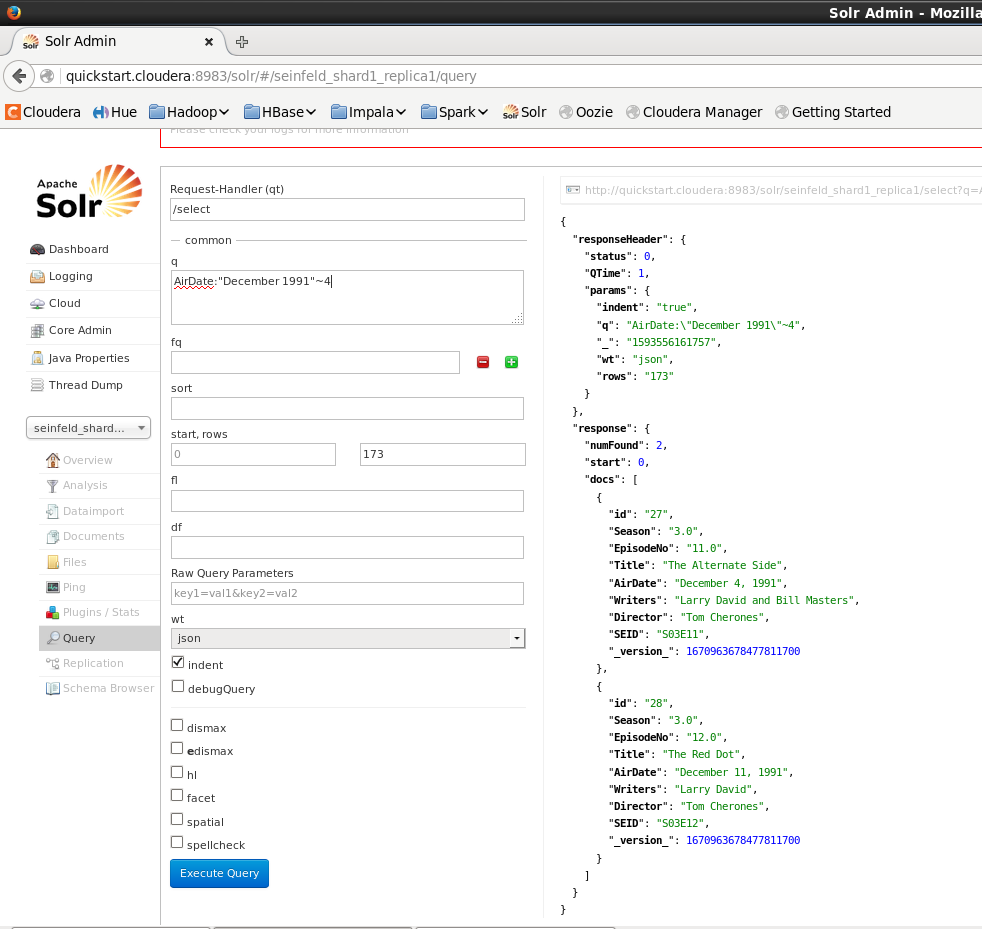 Solr Admin - Mozilla
Solr Admin
quickstart.cloudera:8983/solr/#/seinfeld_shard1_replica1/query
Cloudera Hue Hadoop HBase Impala Spark Solr Oozie Cloudera Manager Getting Started
Please check your logs for more information
Apache
Solr
Dashboard
Logging
Cloud
Core Admin
Java Properties
Thread Dump
seinfeld_shard...
Overview
Analysis
Dataimport
Documents
Files
Ping
Plugins / Stats
Query
Replication
Schema Browser
Request-Handler (qt)
/select
common
q
AirDate:"December 1991"~4
fq
sort
start, rows
0 173
fl
df
Raw Query Parameters
key1=val1&key2=val2
wt
json
indent
debugQuery
dismax
edismax
hl
facet
spatial
spellcheck
Execute Query
http://quickstart.cloudera:8983/solr/seinfeld_shard1_replica1/select?q=A
{
"responseHeader": {
"status": 0,
"QTime": 1,
"params": {
"indent": "true",
"q": "AirDate:\"December 1991\"~4",
"_": "1593556161757",
"wt": "json",
"rows": "173"
}
},
"response": {
"numFound": 2,
"start": 0,
"docs": [
{
"id": "27",
"Season": "3.0",
"EpisodeNo": "11.0",
"Title": "The Alternate Side",
"AirDate": "December 4, 1991",
"Writers": "Larry David and Bill Masters",
"Director": "Tom Cherones",
"SEID": "S03E11",
"_version_": 1670963678477811700
},
{
"id": "28",
"Season": "3.0",
"EpisodeNo": "12.0",
"Title": "The Red Dot",
"AirDate": "December 11, 1991",
"Writers": "Larry David",
"Director": "Tom Cherones",
"SEID": "S03E12",
"_version_": 1670963678477811700
}
]
}
}